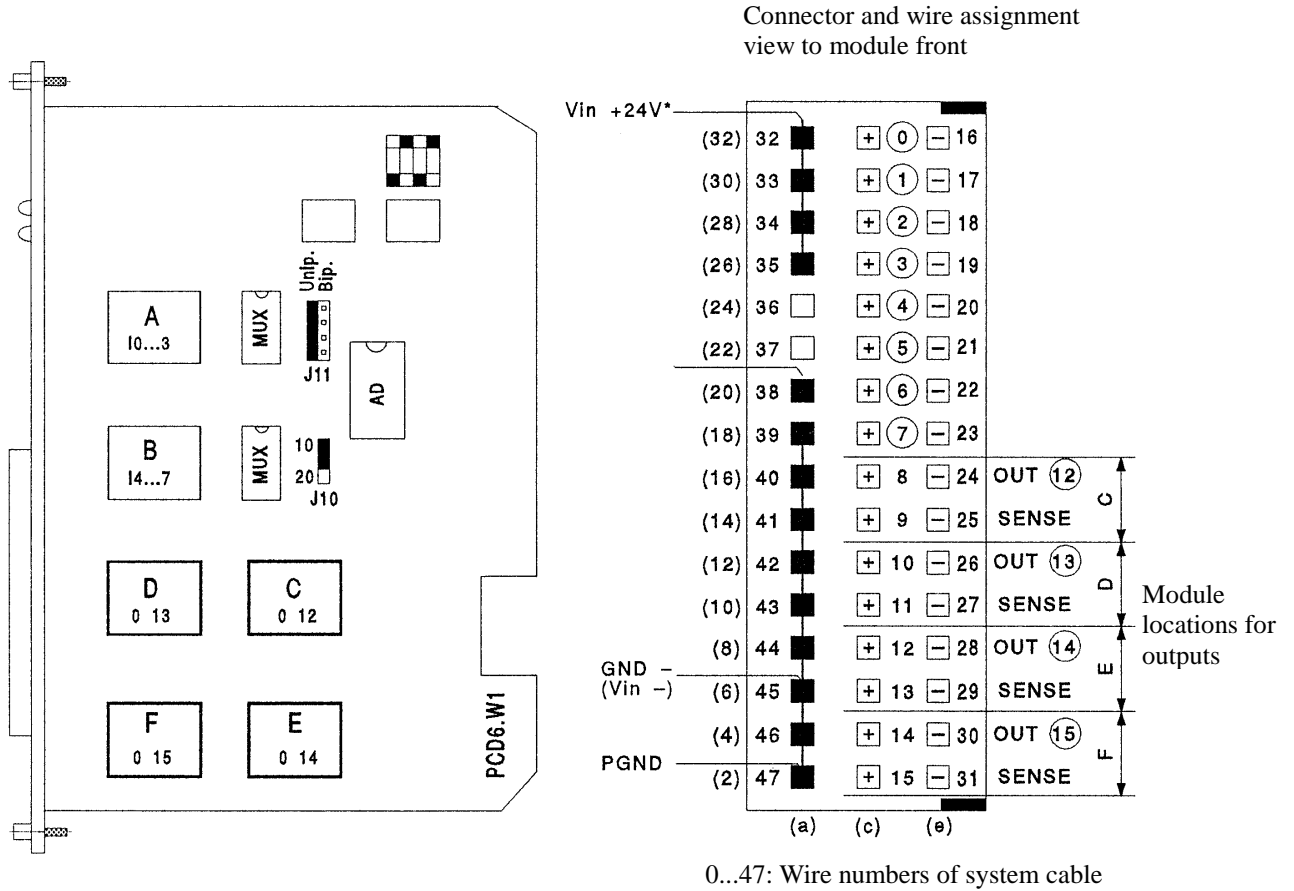 Connector and wire assignment
view to module front
Vin +24V*
(32) 32 + 0 − 16
(30) 33 + 1 − 17
(28) 34 + 2 − 18
(26) 35 + 3 − 19
(24) 36 + 4 − 20
(22) 37 + 5 − 21
(20) 38 + 6 − 22
(18) 39 + 7 − 23
(16) 40 + 8 − 24 OUT 12
(14) 41 + 9 − 25 SENSE
C
(12) 42 + 10 − 26 OUT 13
(10) 43 + 11 − 27 SENSE
D
(8) 44 + 12 − 28 OUT 14
GND −
(Vin −)
(6) 45 + 13 − 29 SENSE
E
(4) 46 + 14 − 30 OUT 15
PGND
(2) 47 + 15 − 31 SENSE
F
(a) (c) (e)
Module
locations for
outputs
0...47: Wire numbers of system cable
Unip.
Bip.
A
I0...3
MUX
J11
AD
B
I4...7
MUX
10
20
J10
D
0 13
C
0 12
F
0 15
E
0 14
PCD6.W1